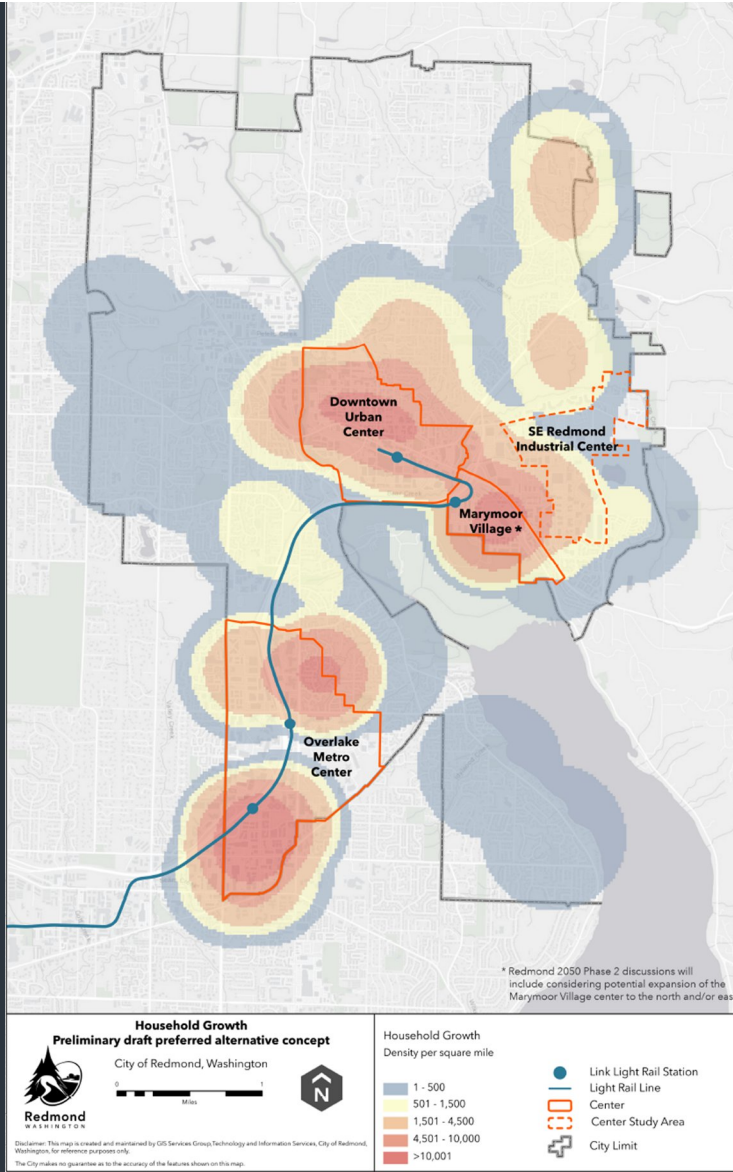 Downtown
Urban
Center
SE Redmond
Industrial Center
Marymoor
Village *
Overlake
Metro
Center
* Redmond 2050 Phase 2 discussions will
include considering potential expansion of the
Marymoor Village center to the north and/or eas
Household Growth
Preliminary draft preferred alternative concept
City of Redmond, Washington
0 1
Miles
N
Redmond
WASHINGTON
Disclaimer: This map is created and maintained by GIS Services Group,Technology and Information Services, City of Redmond,
Washington, for reference purposes only.
The City makes no guarantee as to the accuracy of the features shown on this map.
Household Growth
Density per square mile
1 - 500
501 - 1,500
1,501 - 4,500
4,501 - 10,000
>10,001
Link Light Rail Station
Light Rail Line
Center
Center Study Area
City Limit